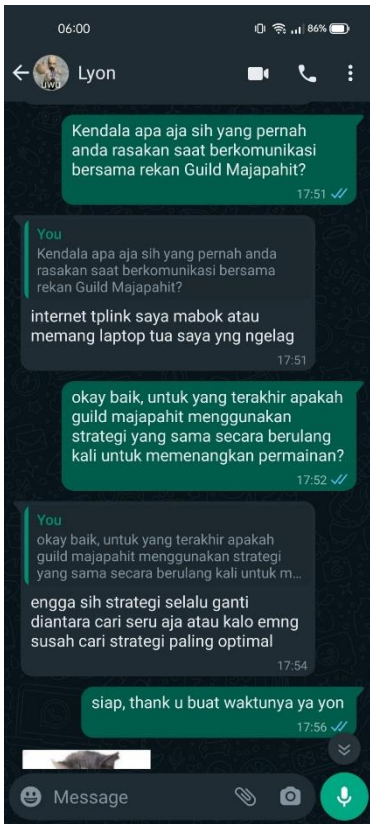 06:00
86%
Lyon
uwg
Kendala apa aja sih yang pernah
anda rasakan saat berkomunikasi
bersama rekan Guild Majapahit?
17:51
You
Kendala apa aja sih yang pernah anda
rasakan saat berkomunikasi bersama
rekan Guild Majapahit?
internet tplink saya mabok atau
memang laptop tua saya yng ngelag
17:51
okay baik, untuk yang terakhir apakah
guild majapahit menggunakan
strategi yang sama secara berulang
kali untuk memenangkan permainan?
17:52
You
okay baik, untuk yang terakhir apakah
guild majapahit menggunakan strategi
yang sama secara berulang kali untuk m...
engga sih strategi selalu ganti
diantara cari seru aja atau kalo emng
susah cari strategi paling optimal
17:54
siap, thank u buat waktunya ya yon
17:56
Message